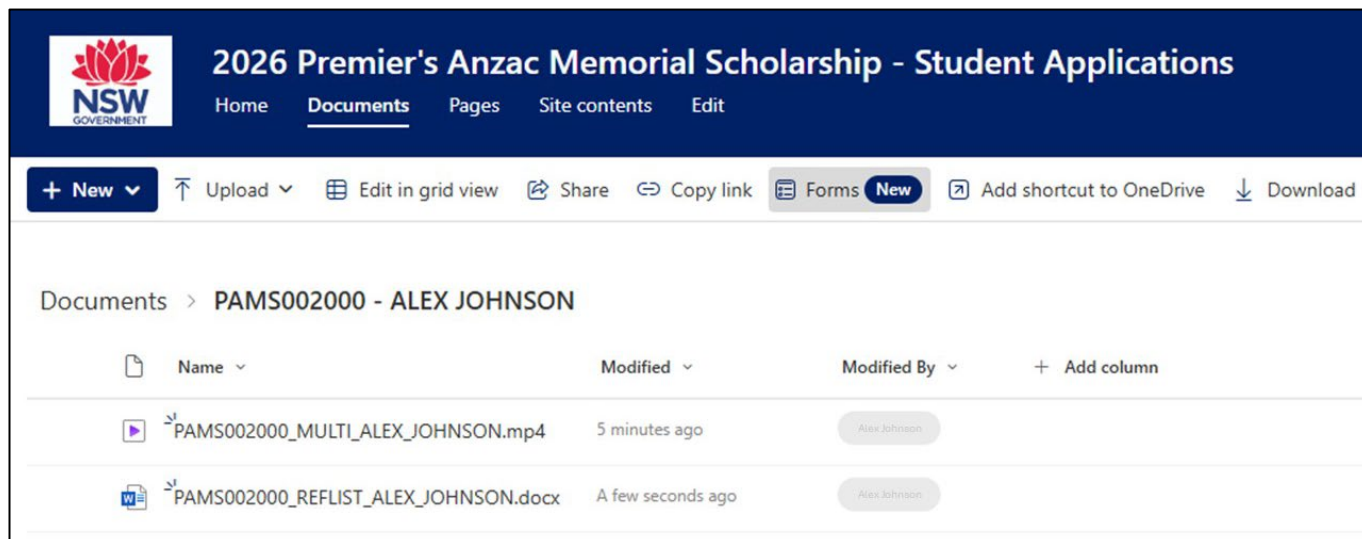 2026 Premier's Anzac Memorial Scholarship - Student Applications
NSW
GOVERNMENT
Home Documents Pages Site contents Edit
+ New Upload Edit in grid view Share Copy link Forms New Add shortcut to OneDrive Download
Documents > PAMS002000 - ALEX JOHNSON
Name Modified Modified By + Add column
PAMS002000_MULTI_ALEX_JOHNSON.mp4 5 minutes ago Alex Johnson
PAMS002000_REFLIST_ALEX_JOHNSON.docx A few seconds ago Alex Johnson